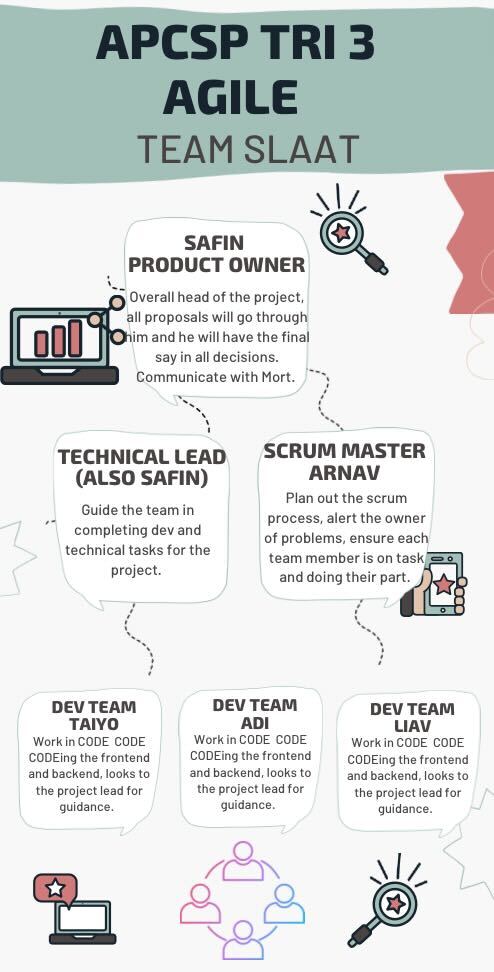 APCSP TRI 3
AGILE
TEAM SLAAT
SAFIN
PRODUCT OWNER
Overall head of the project,
all proposals will go through
him and he will have the final
say in all decisions.
Communicate with Mort.
TECHNICAL LEAD
(ALSO SAFIN)
Guide the team in
completing dev and
technical tasks for the
project.
SCRUM MASTER
ARNAV
Plan out the scrum
process, alert the owner
of problems, ensure each
team member is on task
and doing their part.
DEV TEAM
TAIYO
Work in CODE CODE
CODEing the frontend
and backend, looks to
the project lead for
guidance.
DEV TEAM
ADI
Work in CODE CODE
CODEing the frontend
and backend, looks to
the project lead for
guidance.
DEV TEAM
LIAV
Work in CODE CODE
CODEing the frontend
and backend, looks to
the project lead for
guidance.